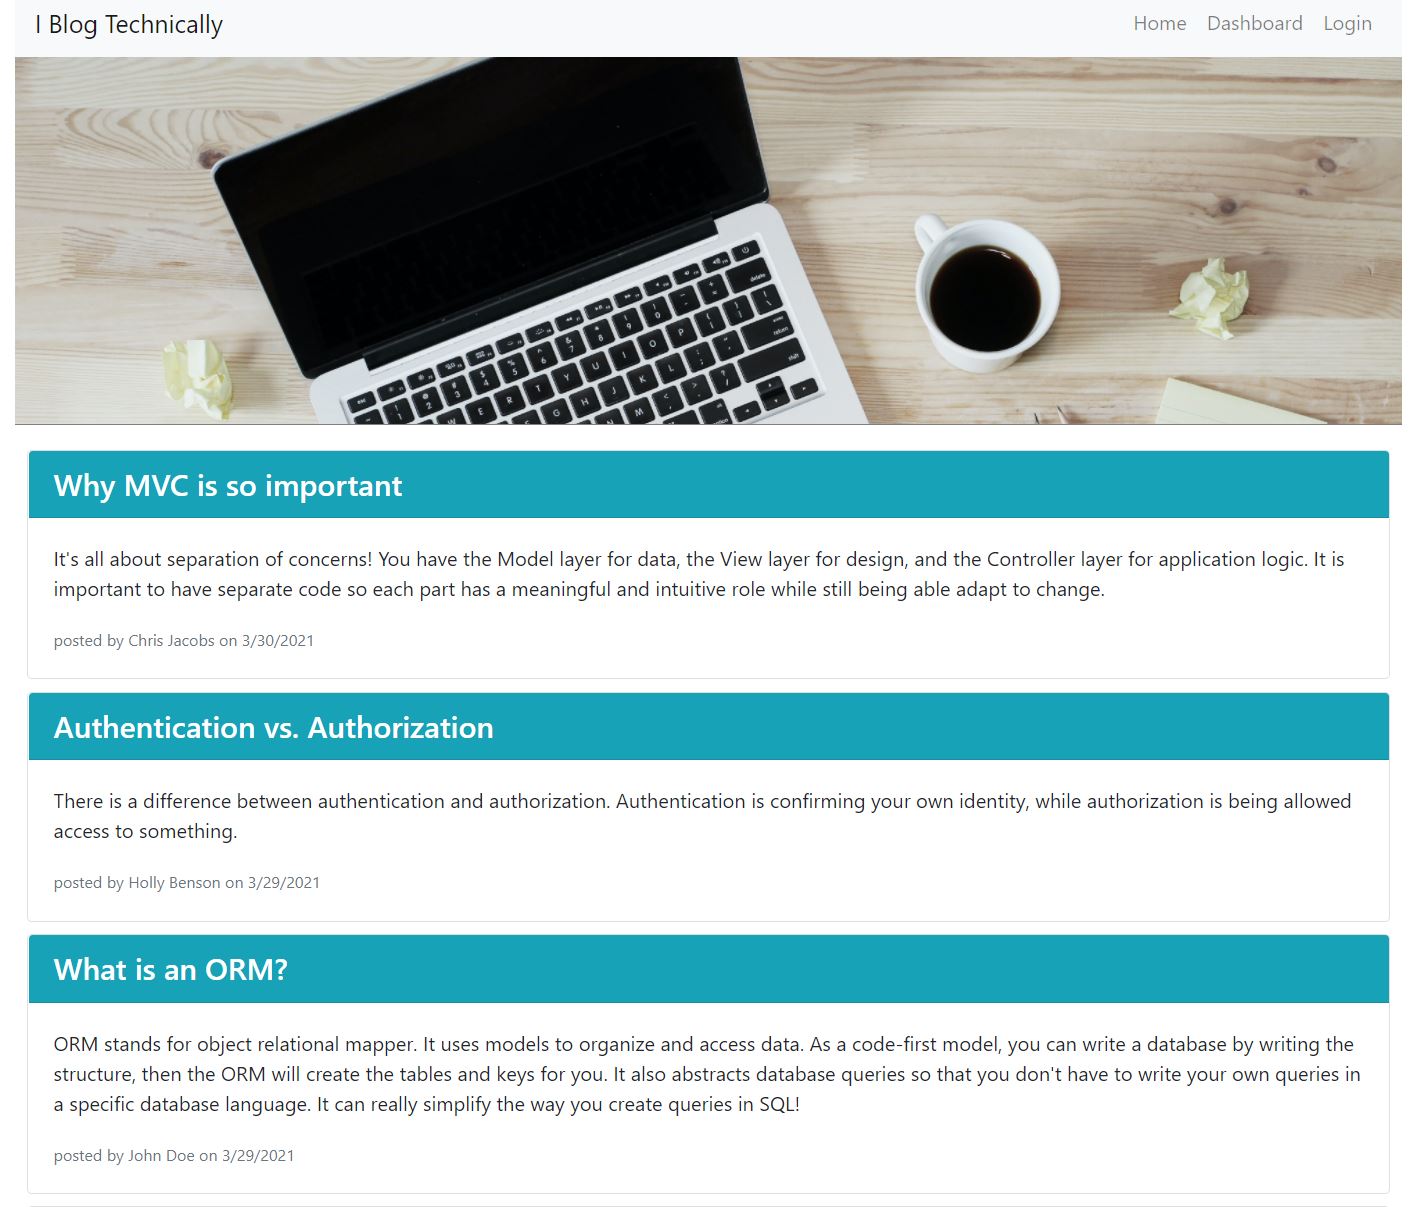 I Blog Technically
Home Dashboard Login
Why MVC is so important
It's all about separation of concerns! You have the Model layer for data, the View layer for design, and the Controller layer for application logic. It is
important to have separate code so each part has a meaningful and intuitive role while still being able adapt to change.
posted by Chris Jacobs on 3/30/2021
Authentication vs. Authorization
There is a difference between authentication and authorization. Authentication is confirming your own identity, while authorization is being allowed
access to something.
posted by Holly Benson on 3/29/2021
What is an ORM?
ORM stands for object relational mapper. It uses models to organize and access data. As a code-first model, you can write a database by writing the
structure, then the ORM will create the tables and keys for you. It also abstracts database queries so that you don't have to write your own queries in
a specific database language. It can really simplify the way you create queries in SQL!
posted by John Doe on 3/29/2021